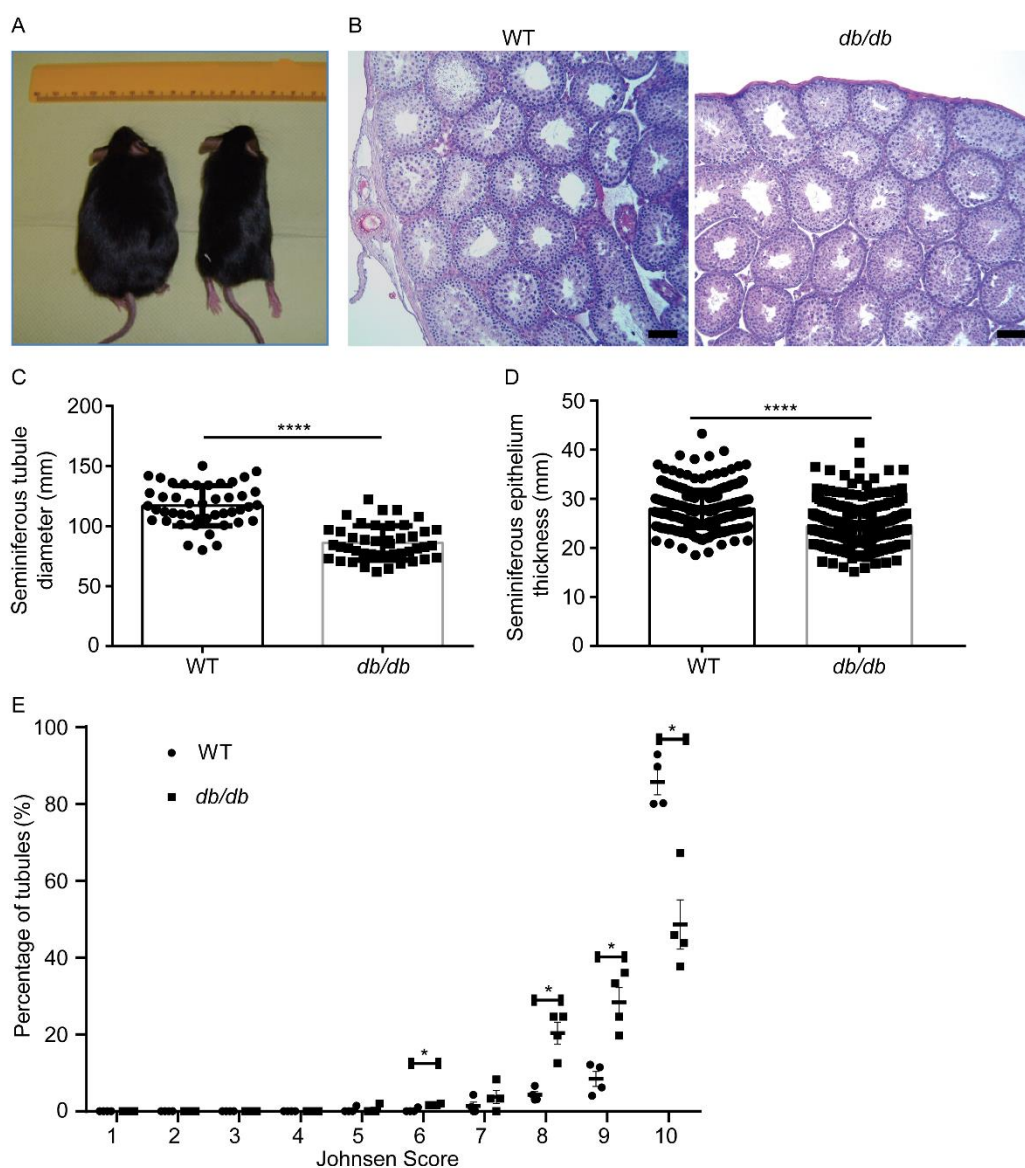 A
B
WT
db/db
C
Seminiferous tubule
diameter (mm)
200
150
100
50
0
****
WT
db/db
D
Seminiferous epithelium
thickness (mm)
50
40
30
20
10
0
****
WT
db/db
E
Percentage of tubules (%)
100
80
60
40
20
0
WT
db/db
*
*
*
*
1 2 3 4 5 6 7 8 9 10
Johnsen Score